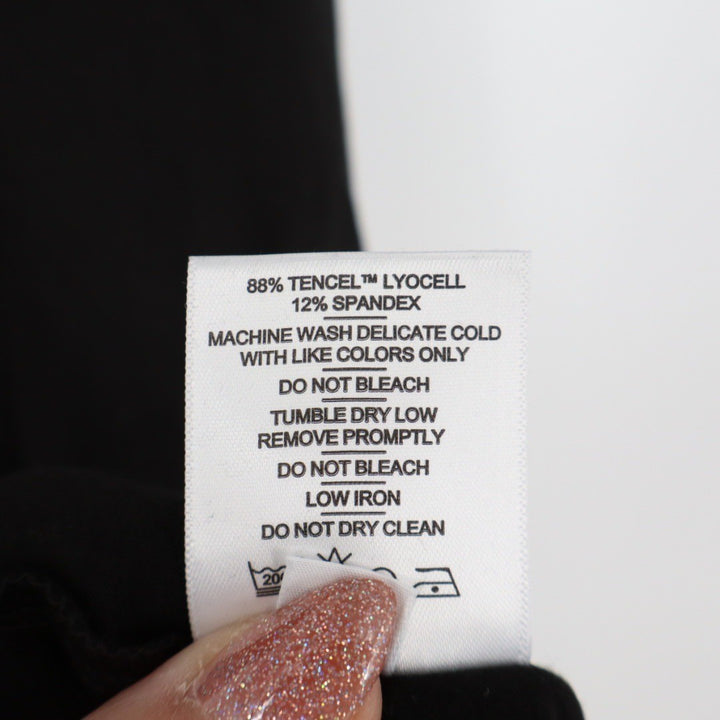 88% TENCEL™ LYOCELL
12% SPANDEX
MACHINE WASH DELICATE COLD
WITH LIKE COLORS ONLY
DO NOT BLEACH
TUMBLE DRY LOW
REMOVE PROMPTLY
DO NOT BLEACH
LOW IRON
DO NOT DRY CLEAN